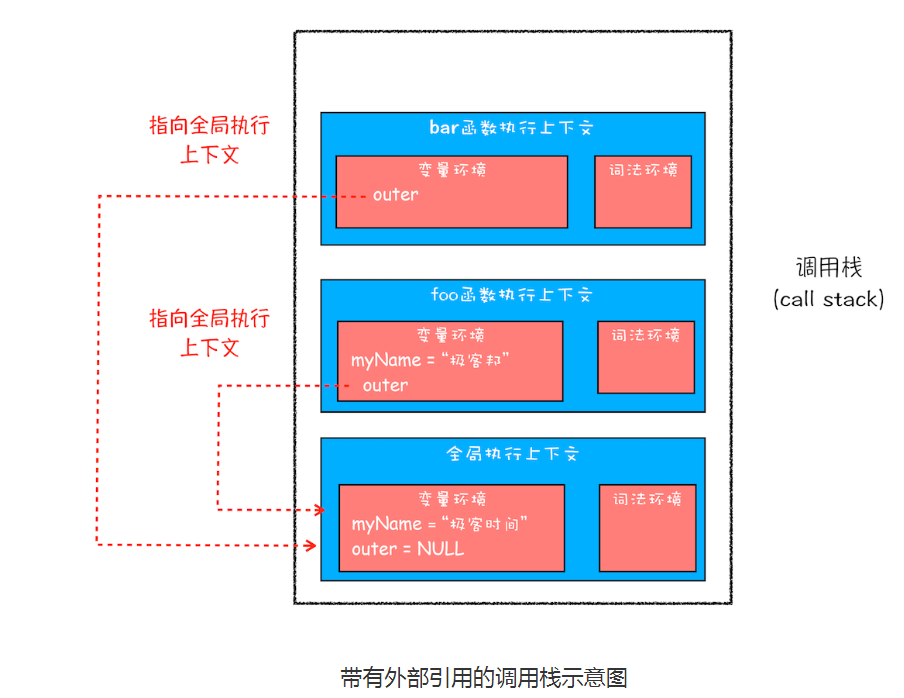 指向全局执行
上下文
bar函数执行上下文
变量环境
outer
词法环境
调用栈
(call stack)
指向全局执行
上下文
foo函数执行上下文
变量环境
myName = “极客邦”
outer
词法环境
全局执行上下文
变量环境
myName = “极客时间”
outer = NULL
词法环境
带有外部引用的调用栈示意图